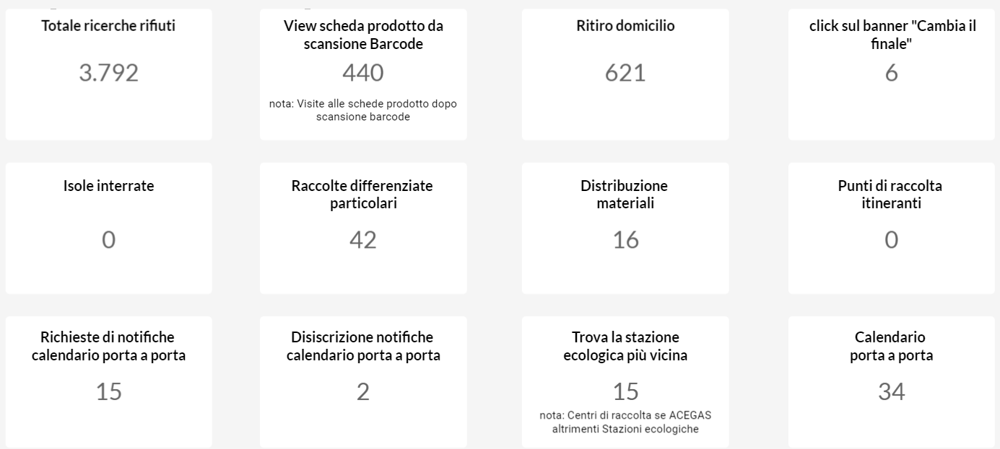 Totale ricerche rifiuti
3.792
View scheda prodotto da
scansione Barcode
440
nota: Visite alle schede prodotto dopo
scansione barcode
Ritiro domicilio
621
click sul banner "Cambia il
finale"
6
Isole interrate
0
Raccolte differenziate
particolari
42
Distribuzione
materiali
16
Punti di raccolta
itineranti
0
Richieste di notifiche
calendario porta a porta
15
Disiscrizione notifiche
calendario porta a porta
2
Trova la stazione
ecologica più vicina
15
nota: Centri di raccolta se ACEGAS
altrimenti Stazioni ecologiche
Calendario
porta a porta
34